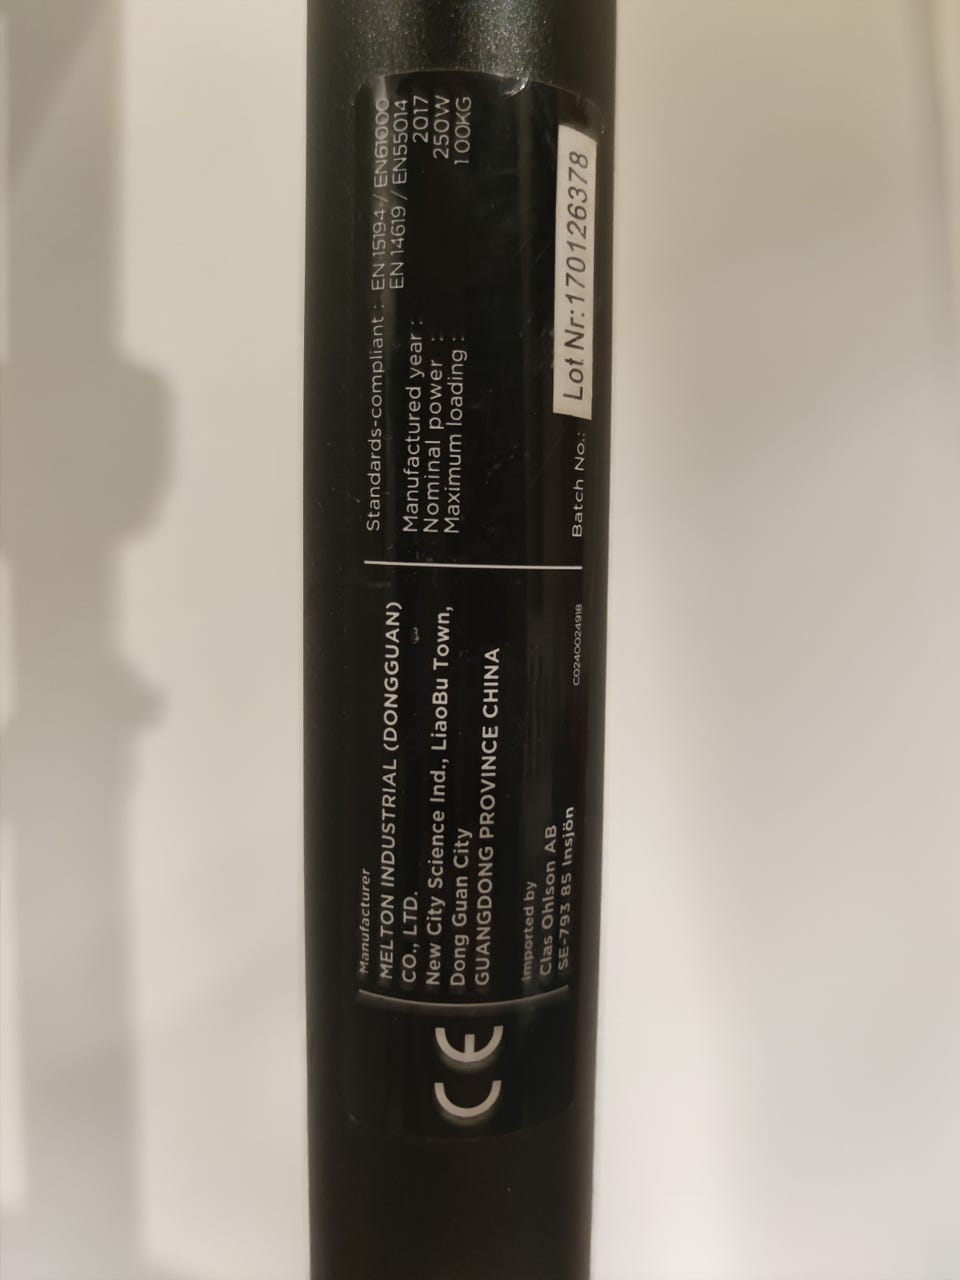 CE
Manufacturer
MELTON INDUSTRIAL (DONGGUAN)
CO., LTD.
New City Science Ind., LiaoBu Town,
Dong Guan City
GUANGDONG PROVINCE CHINA
Imported by
Clas Ohlson AB
SE-793 85 Insjön
C0240024918
Standards-compliant : EN 15194 / EN61000
EN 14619 / EN55014
Manufactured year : 2017
Nominal power : 250W
Maximum loading : 100KG
Batch No.: Lot Nr:170126378